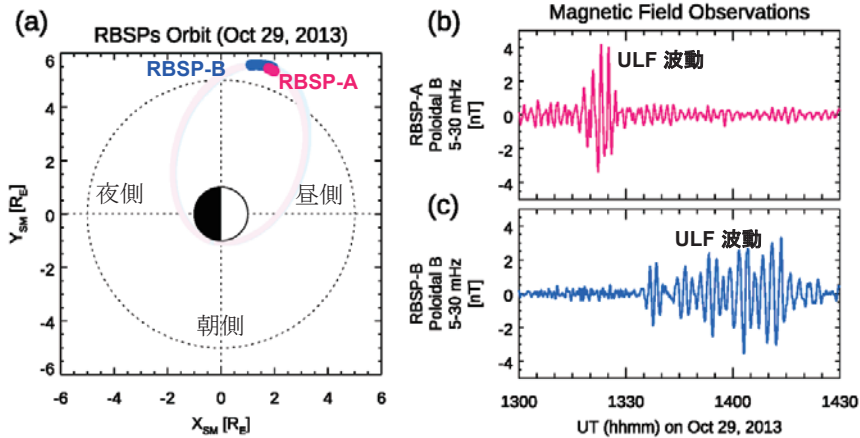 (a)
RBSPs Orbit (Oct 29, 2013)
6
4
2
0
-2
-4
-6
Y_SM [R_E]
RBSP-B
RBSP-A
夜側
昼側
朝側
-6 -4 -2 0 2 4 6
X_SM [R_E]
Magnetic Field Observations
(b)
RBSP-A
Poloidal B
5-30 mHz
[nT]
4
2
0
-2
-4
ULF 波動
(c)
RBSP-B
Poloidal B
5-30 mHz
[nT]
4
2
0
-2
-4
ULF 波動
1300 1330 1400 1430
UT (hhmm) on Oct 29, 2013